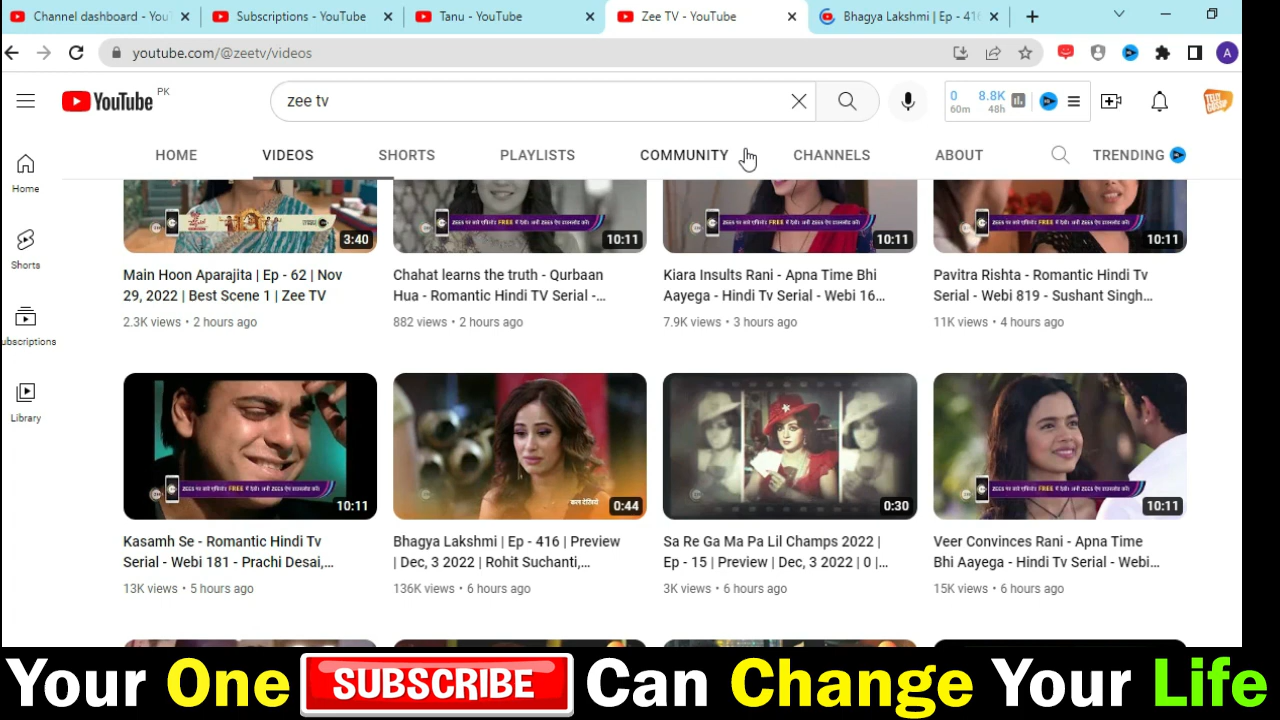 Channel dashboard - You
Subscriptions - YouTube
Tanu - YouTube
Zee TV - YouTube
Bhagya Lakshmi | Ep - 416
youtube.com/@zeetv/videos
A
YouTube PK
zee tv
0
60m
8.8K
48h
HOME
VIDEOS
SHORTS
PLAYLISTS
COMMUNITY
CHANNELS
ABOUT
TRENDING
Home
Shorts
ubscriptions
Library
3:40
Main Hoon Aparajita | Ep - 62 | Nov
29, 2022 | Best Scene 1 | Zee TV
2.3K views • 2 hours ago
10:11
Chahat learns the truth - Qurbaan
Hua - Romantic Hindi TV Serial -...
882 views • 2 hours ago
10:11
Kiara Insults Rani - Apna Time Bhi
Aayega - Hindi Tv Serial - Webi 16...
7.9K views • 3 hours ago
10:11
Pavitra Rishta - Romantic Hindi Tv
Serial - Webi 819 - Sushant Singh...
11K views • 4 hours ago
10:11
Kasamh Se - Romantic Hindi Tv
Serial - Webi 181 - Prachi Desai,...
13K views • 5 hours ago
0:44
Bhagya Lakshmi | Ep - 416 | Preview
| Dec, 3 2022 | Rohit Suchanti,...
136K views • 6 hours ago
0:30
Sa Re Ga Ma Pa Lil Champs 2022 |
Ep - 15 | Preview | Dec, 3 2022 | 0 |...
3K views • 6 hours ago
10:11
Veer Convinces Rani - Apna Time
Bhi Aayega - Hindi Tv Serial - Webi...
15K views • 6 hours ago
Your One SUBSCRIBE Can Change Your Life